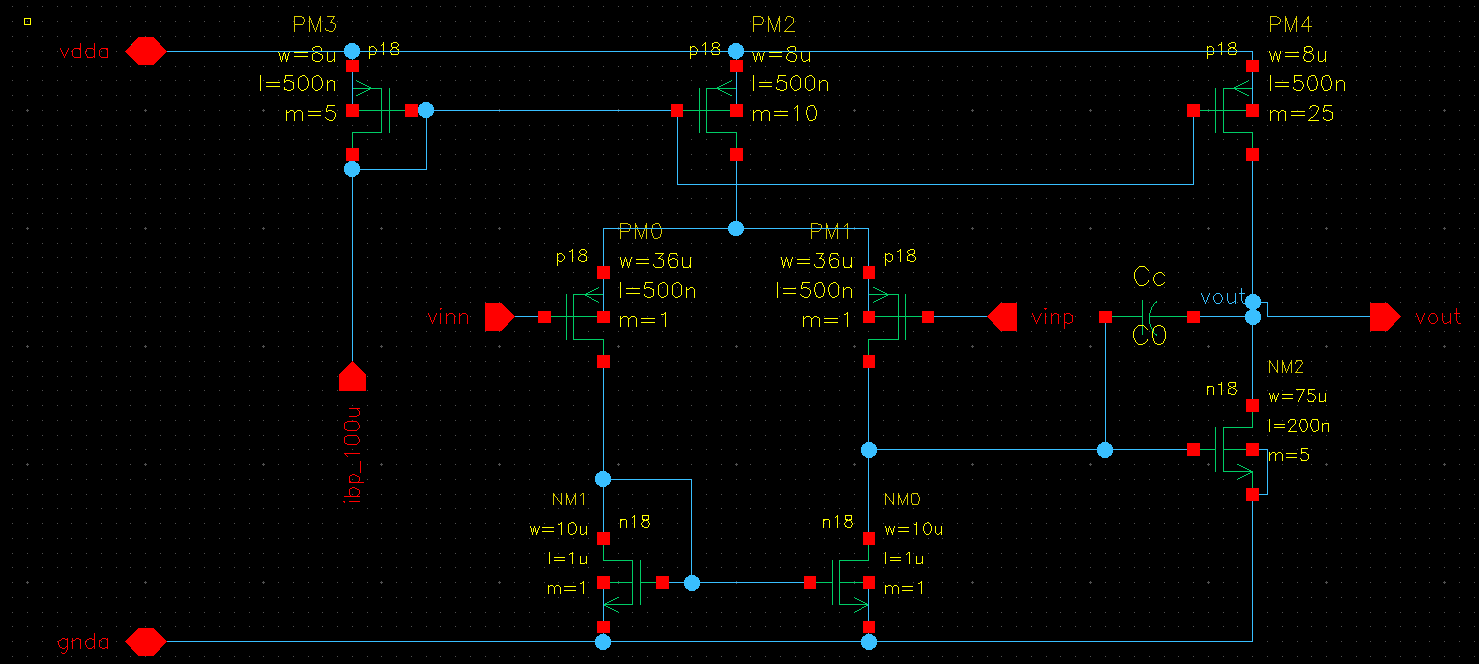 PM3
PM2
PM4
vdda
w=8u
p18
p18
w=8u
p18
w=8u
l=500n
l=500n
l=500n
m=5
m=10
m=25
PM0
PM1
p18
w=36u
w=36u
p18
l=500n
l=500n
Cc
vout
vinn
m=1
m=1
vinp
C0
vout
NM2
n18
w=75u
l=200n
m=5
ibp_100u
NM1
n18
w=10u
l=1u
m=1
NM0
n18
w=10u
l=1u
m=1
gnda